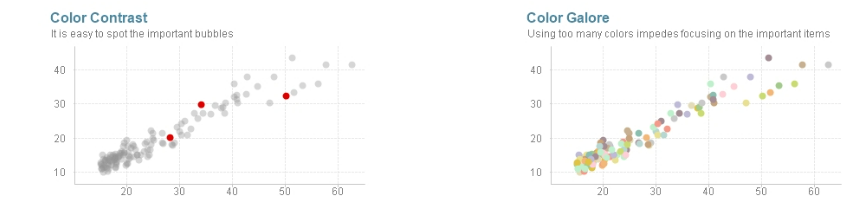 Color Contrast
It is easy to spot the important bubbles
40
30
20
10
20 30 40 50 60
Color Galore
Using too many colors impedes focusing on the important items
40
30
20
10
20 30 40 50 60